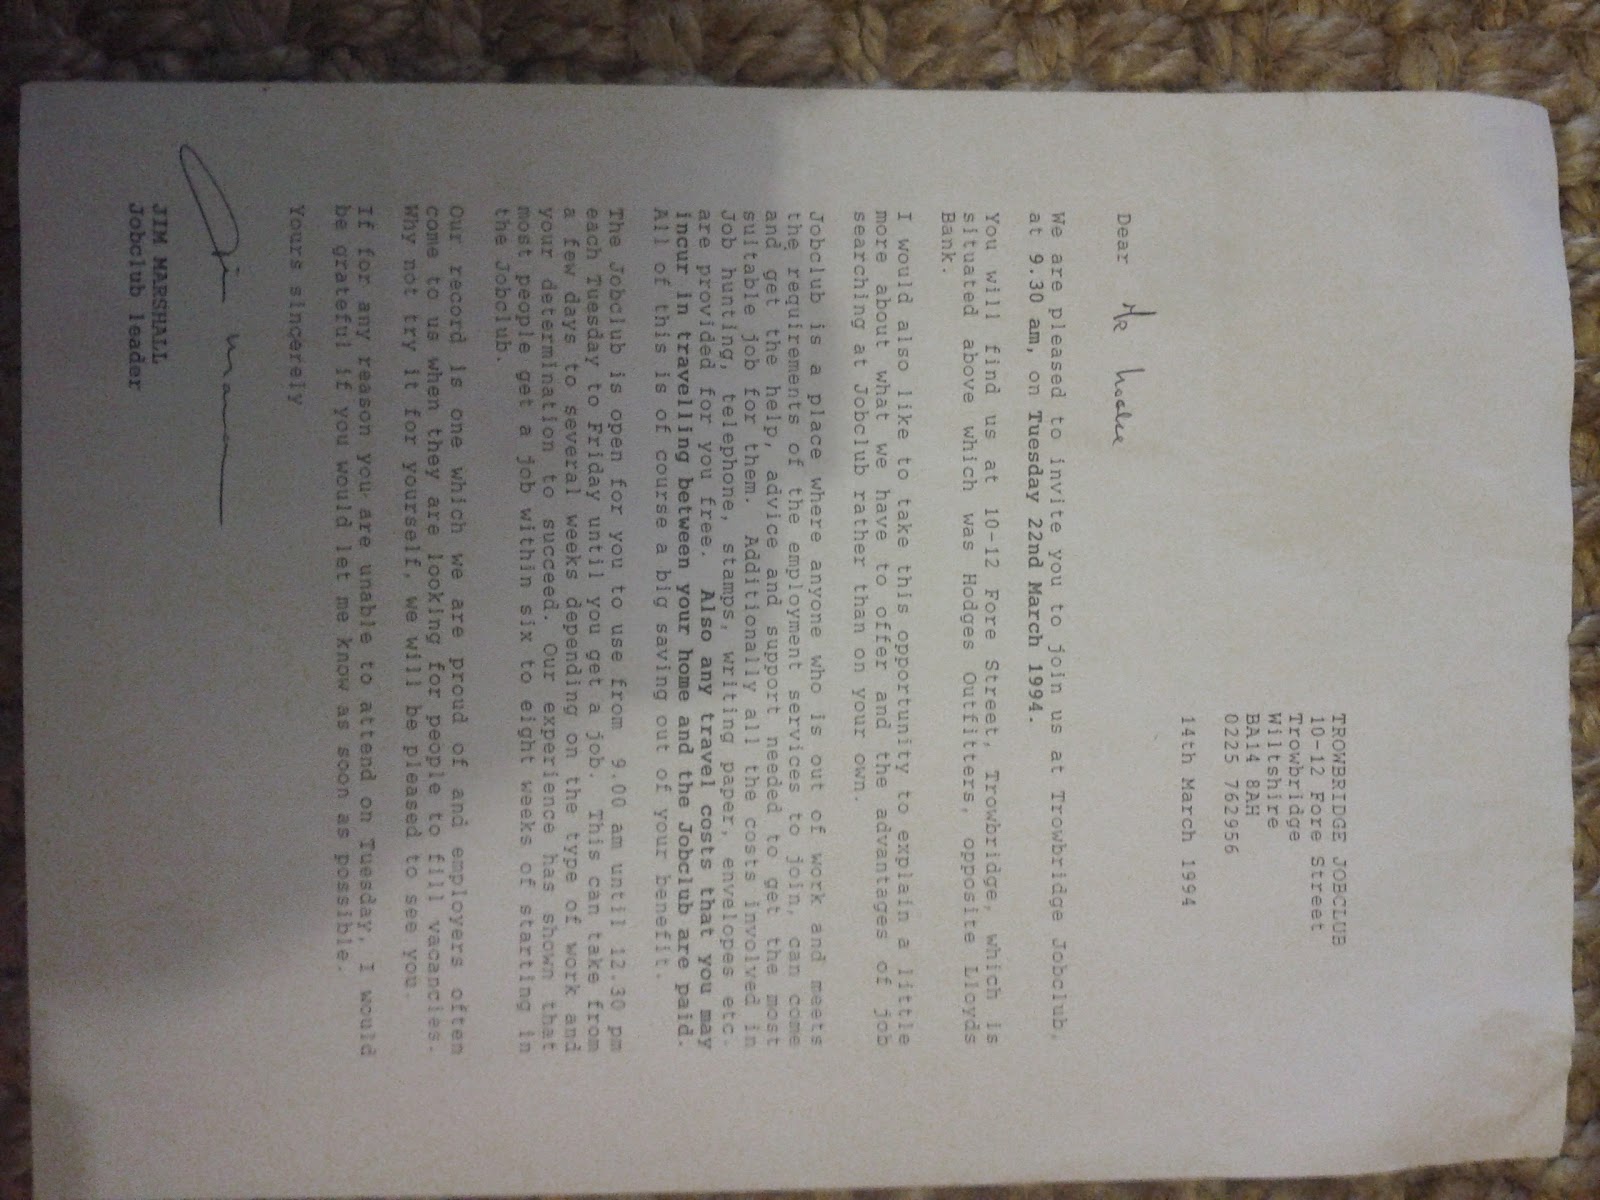 TROWBRIDGE JOBCLUB
10-12 Fore Street
Trowbridge
Wiltshire
BA14 8AH
0225 762956
14th March 1994
Dear Mr
We are pleased to invite you to join us at Trowbridge Jobclub,
at 9.30 am, on Tuesday 22nd March 1994.
You will find us at 10-12 Fore Street, Trowbridge, which is
situated above which was Hodges Outfitters, opposite Lloyds
Bank.
I would also like to take this opportunity to explain a little
more about what we have to offer and the advantages of job
searching at Jobclub rather than on your own.
Jobclub is a place where anyone who is out of work and meets
the requirements of the employment services to join, can come
and get the help, advice and support needed to get the most
suitable job for them. Additionally all the costs involved in
Job hunting, telephone, stamps, writing paper, envelopes etc.
are provided for you free. Also any travel costs that you may
incur in travelling between your home and the Jobclub are paid.
All of this is of course a big saving out of your benefit.
The Jobclub is open for you to use from 9.00 am until 12.30 pm
each Tuesday to Friday until you get a job. This can take from
a few days to several weeks depending on the type of work and
your determination to succeed. Our experience has shown that
most people get a job within six to eight weeks of starting in
the Jobclub.
Our record is one which we are proud of and employers often
come to us when they are looking for people to fill vacancies.
Why not try it for yourself, we will be pleased to see you.
If for any reason you are unable to attend on Tuesday, I would
be grateful if you would let me know as soon as possible.
Yours sincerely
JIM MARSHALL
Jobclub leader